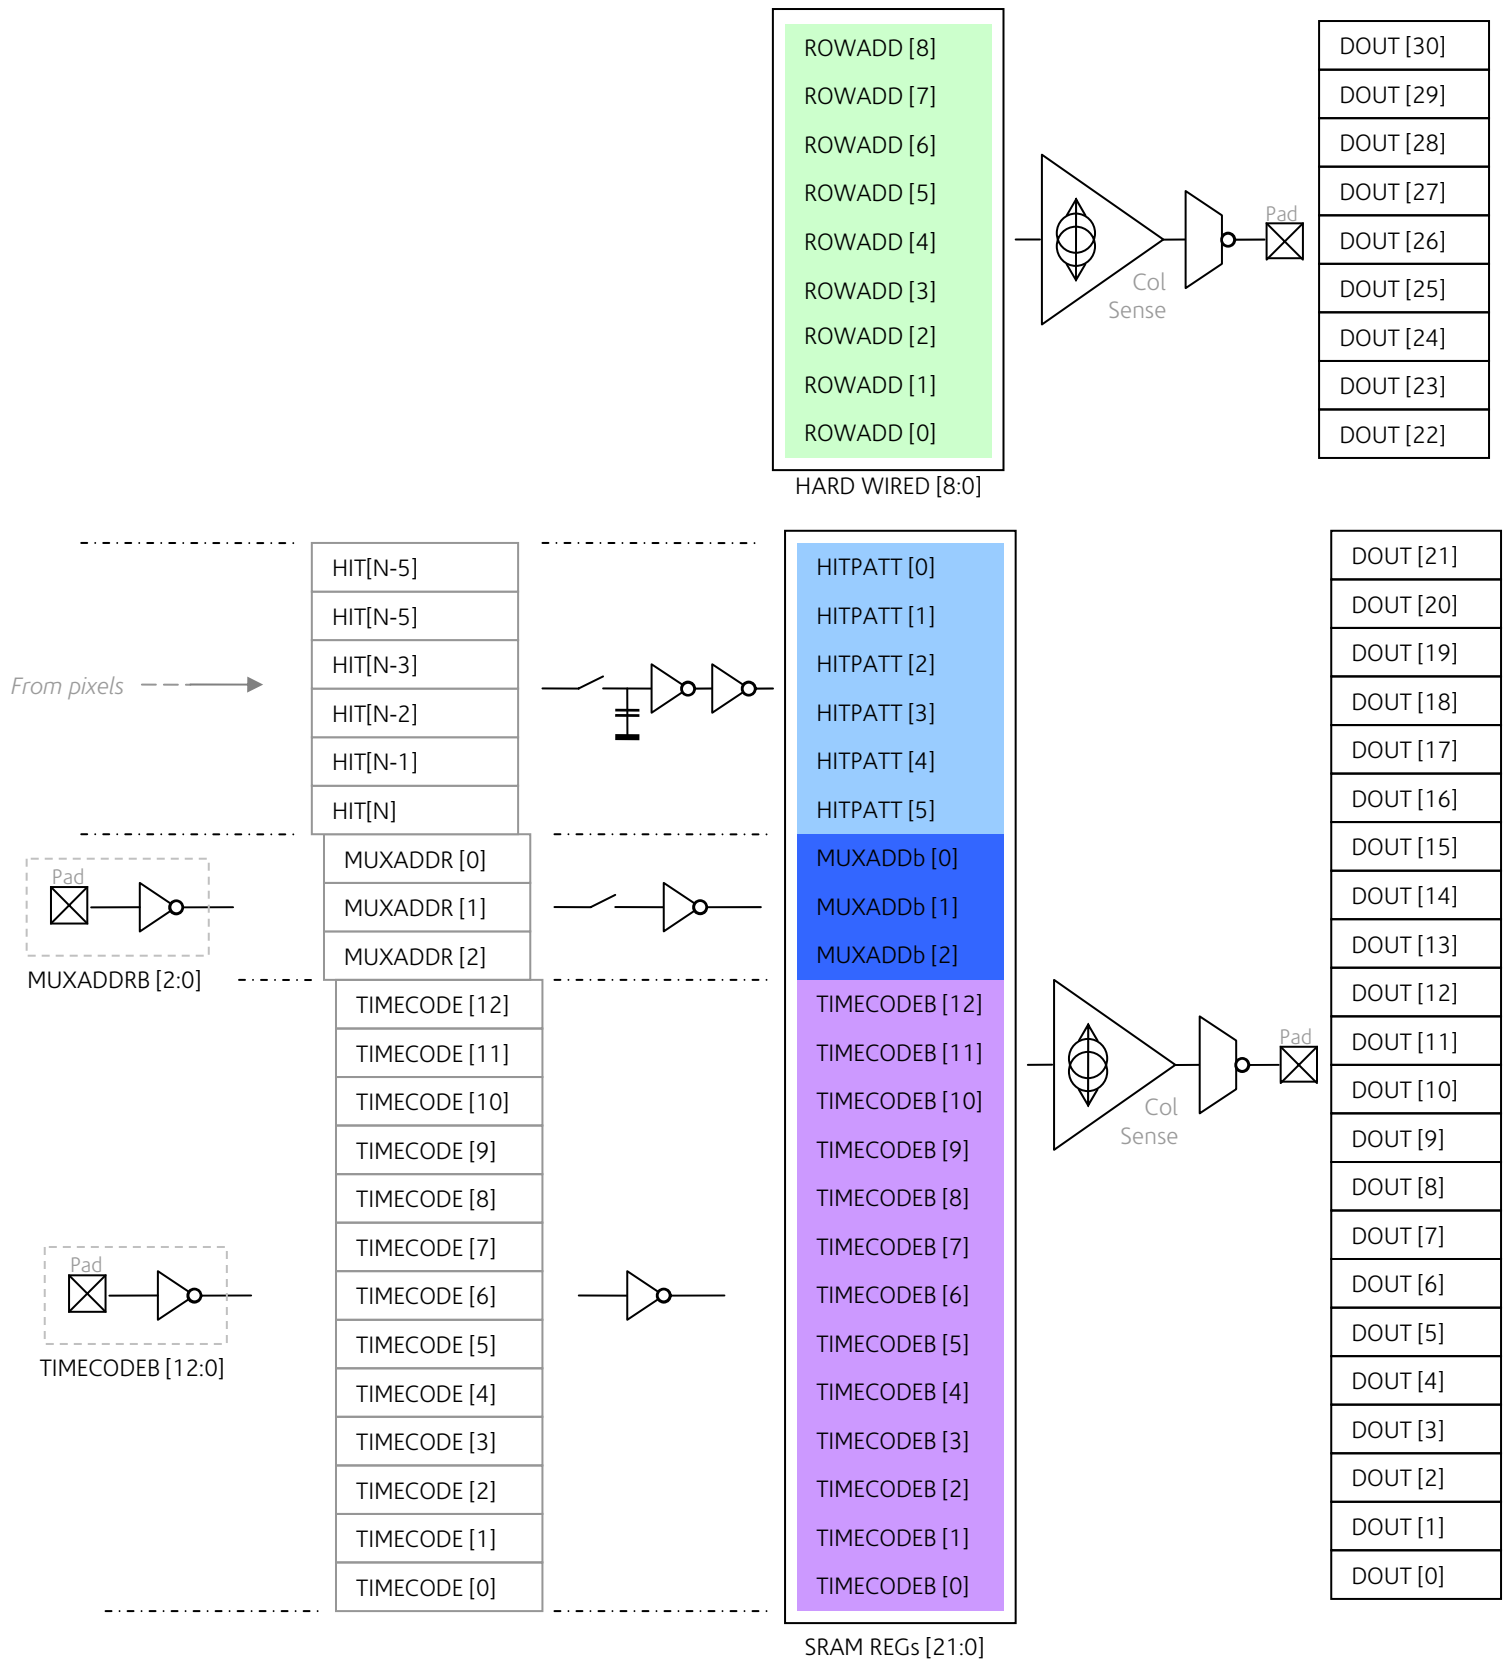 ROWADD [8]
ROWADD [7]
ROWADD [6]
ROWADD [5]
ROWADD [4]
ROWADD [3]
ROWADD [2]
ROWADD [1]
ROWADD [0]
HARD WIRED [8:0]
Col
Sense
Pad
DOUT [30]
DOUT [29]
DOUT [28]
DOUT [27]
DOUT [26]
DOUT [25]
DOUT [24]
DOUT [23]
DOUT [22]
From pixels
Pad
MUXADDRB [2:0]
Pad
TIMECODEB [12:0]
HIT[N-5]
HIT[N-5]
HIT[N-3]
HIT[N-2]
HIT[N-1]
HIT[N]
MUXADDR [0]
MUXADDR [1]
MUXADDR [2]
TIMECODE [12]
TIMECODE [11]
TIMECODE [10]
TIMECODE [9]
TIMECODE [8]
TIMECODE [7]
TIMECODE [6]
TIMECODE [5]
TIMECODE [4]
TIMECODE [3]
TIMECODE [2]
TIMECODE [1]
TIMECODE [0]
HITPATT [0]
HITPATT [1]
HITPATT [2]
HITPATT [3]
HITPATT [4]
HITPATT [5]
MUXADDb [0]
MUXADDb [1]
MUXADDb [2]
TIMECODEB [12]
TIMECODEB [11]
TIMECODEB [10]
TIMECODEB [9]
TIMECODEB [8]
TIMECODEB [7]
TIMECODEB [6]
TIMECODEB [5]
TIMECODEB [4]
TIMECODEB [3]
TIMECODEB [2]
TIMECODEB [1]
TIMECODEB [0]
SRAM REGs [21:0]
Col
Sense
Pad
DOUT [21]
DOUT [20]
DOUT [19]
DOUT [18]
DOUT [17]
DOUT [16]
DOUT [15]
DOUT [14]
DOUT [13]
DOUT [12]
DOUT [11]
DOUT [10]
DOUT [9]
DOUT [8]
DOUT [7]
DOUT [6]
DOUT [5]
DOUT [4]
DOUT [3]
DOUT [2]
DOUT [1]
DOUT [0]